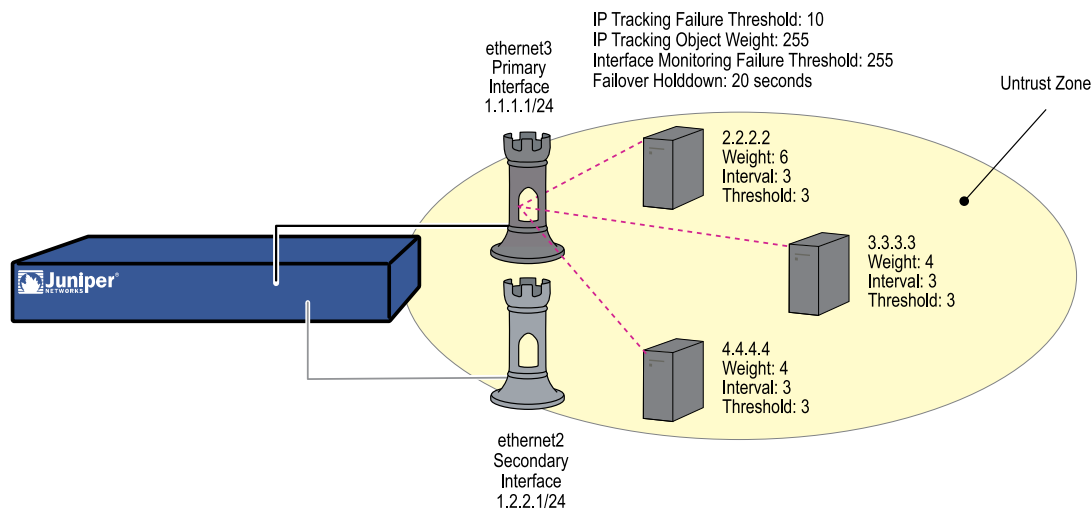 IP Tracking Failure Threshold: 10
IP Tracking Object Weight: 255
Interface Monitoring Failure Threshold: 255
Failover Holddown: 20 seconds
ethernet3
Primary
Interface
1.1.1.1/24
Untrust Zone
2.2.2.2
Weight: 6
Interval: 3
Threshold: 3
3.3.3.3
Weight: 4
Interval: 3
Threshold: 3
Juniper®
NETWORKS
4.4.4.4
Weight: 4
Interval: 3
Threshold: 3
ethernet2
Secondary
Interface
1.2.2.1/24